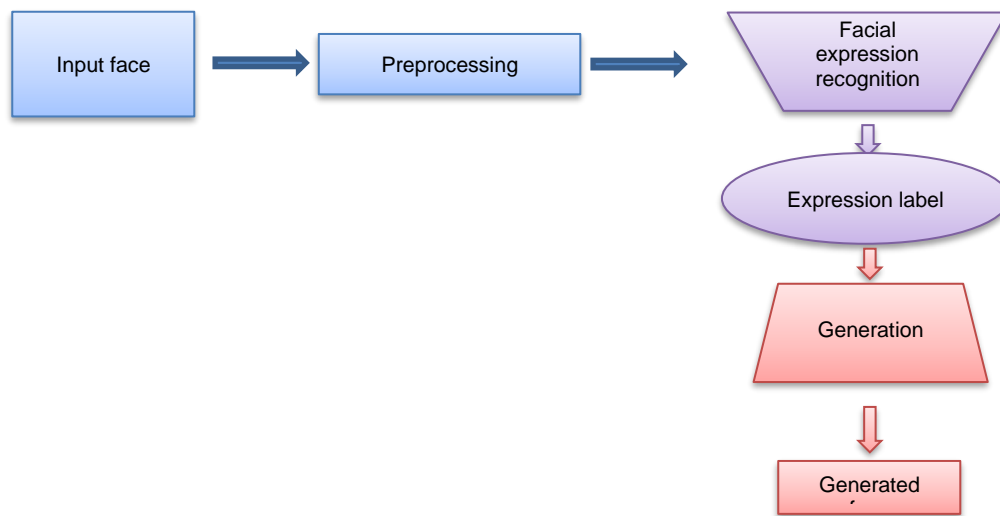 Input face
Preprocessing
Facial
expression
recognition
Expression label
Generation
Generated